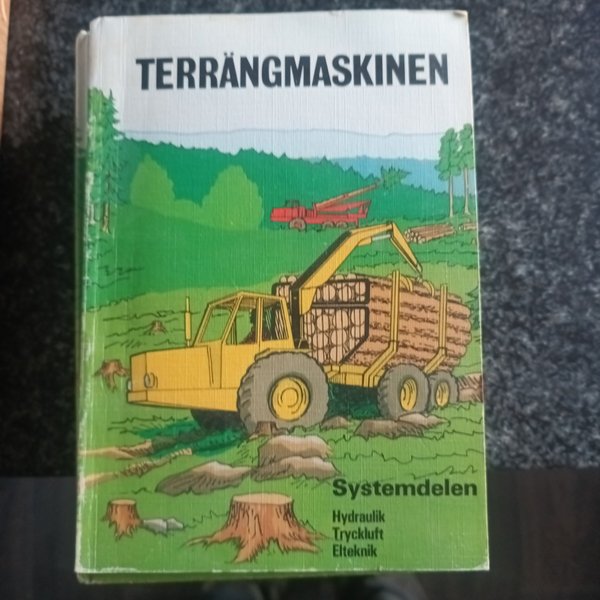 TERRÄNGMASKINEN
Systemdelen
Hydraulik
Tryckluft
Elteknik